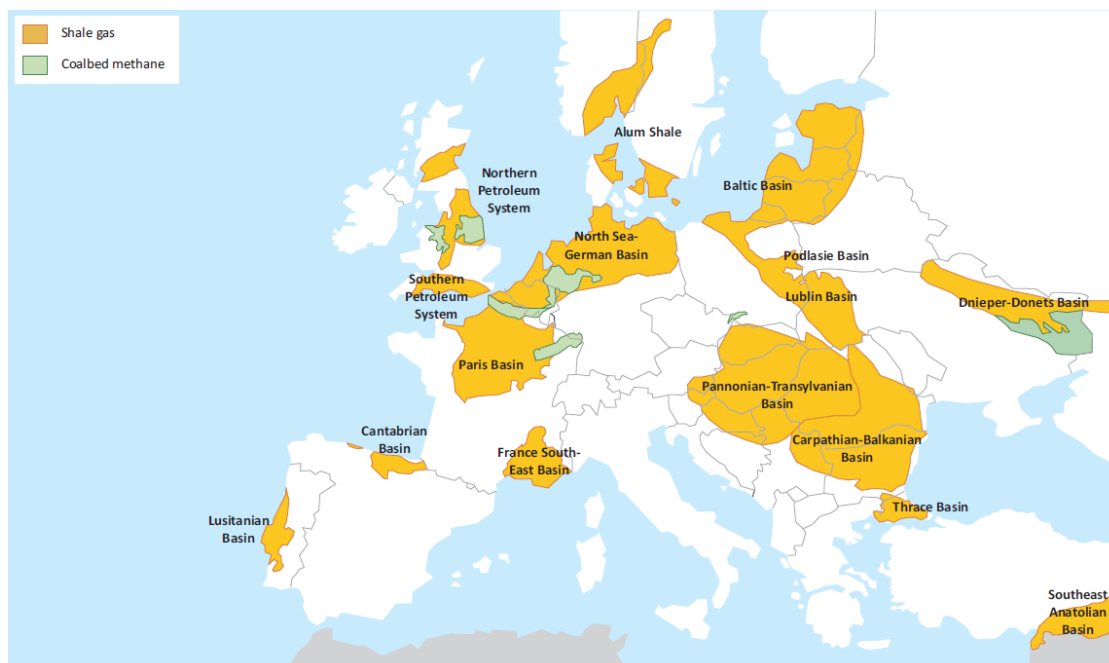 Shale gas
Coalbed methane
Alum Shale
Northern
Petroleum
System
Baltic Basin
North Sea-
German Basin
Podlasie Basin
Southern
Petroleum
System
Lublin Basin
Dnieper-Donets Basin
Paris Basin
Pannonian-Transylvanian
Basin
Cantabrian
Basin
Carpathian-Balkanian
Basin
France South-
East Basin
Thrace Basin
Lusitanian
Basin
Southeast
Anatolian
Basin